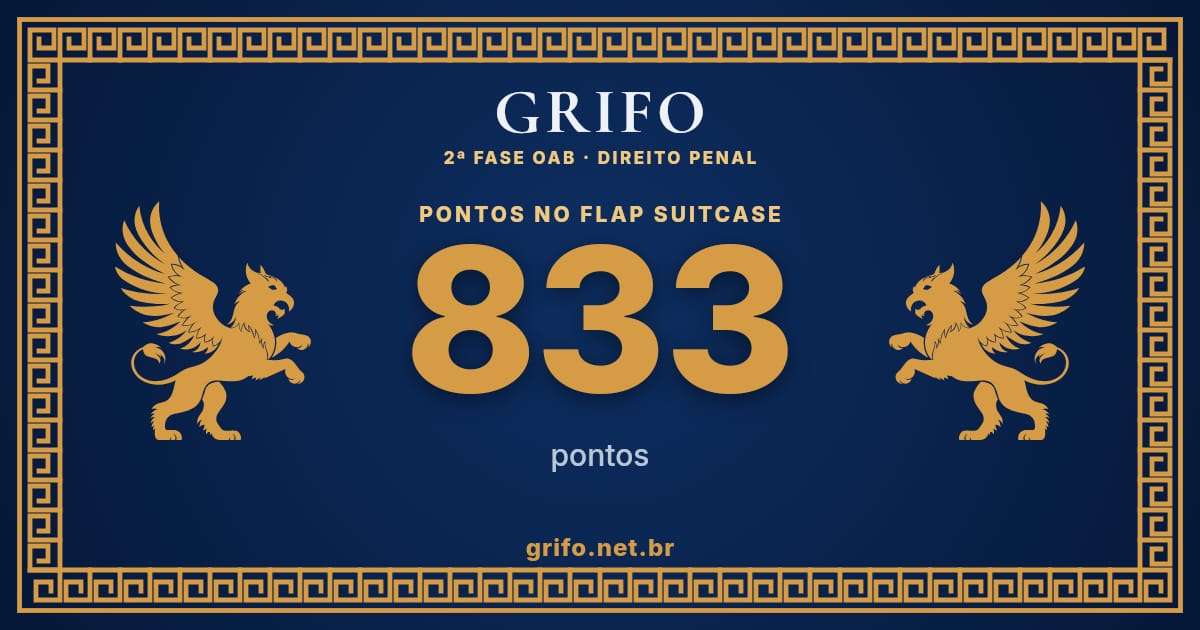 GRIFO
2ª FASE OAB · DIREITO PENAL
PONTOS NO FLAP SUITCASE
833
pontos
grifo.net.br